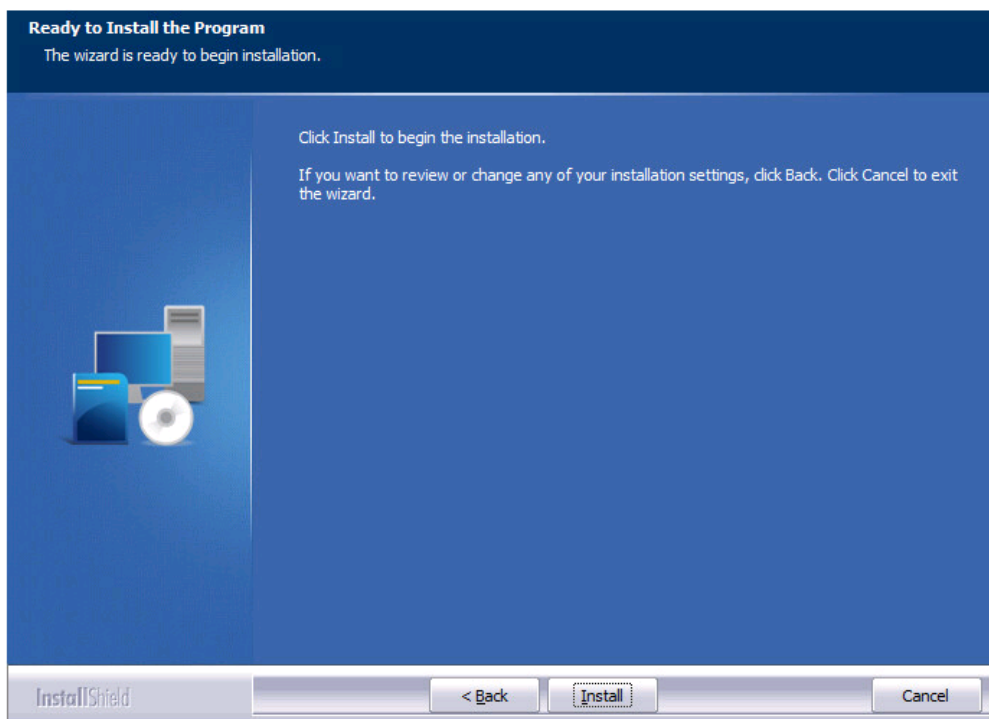 Ready to Install the Program
The wizard is ready to begin installation.
Click Install to begin the installation.
If you want to review or change any of your installation settings, click Back. Click Cancel to exit
the wizard.
InstallShield
< Back
Install
Cancel